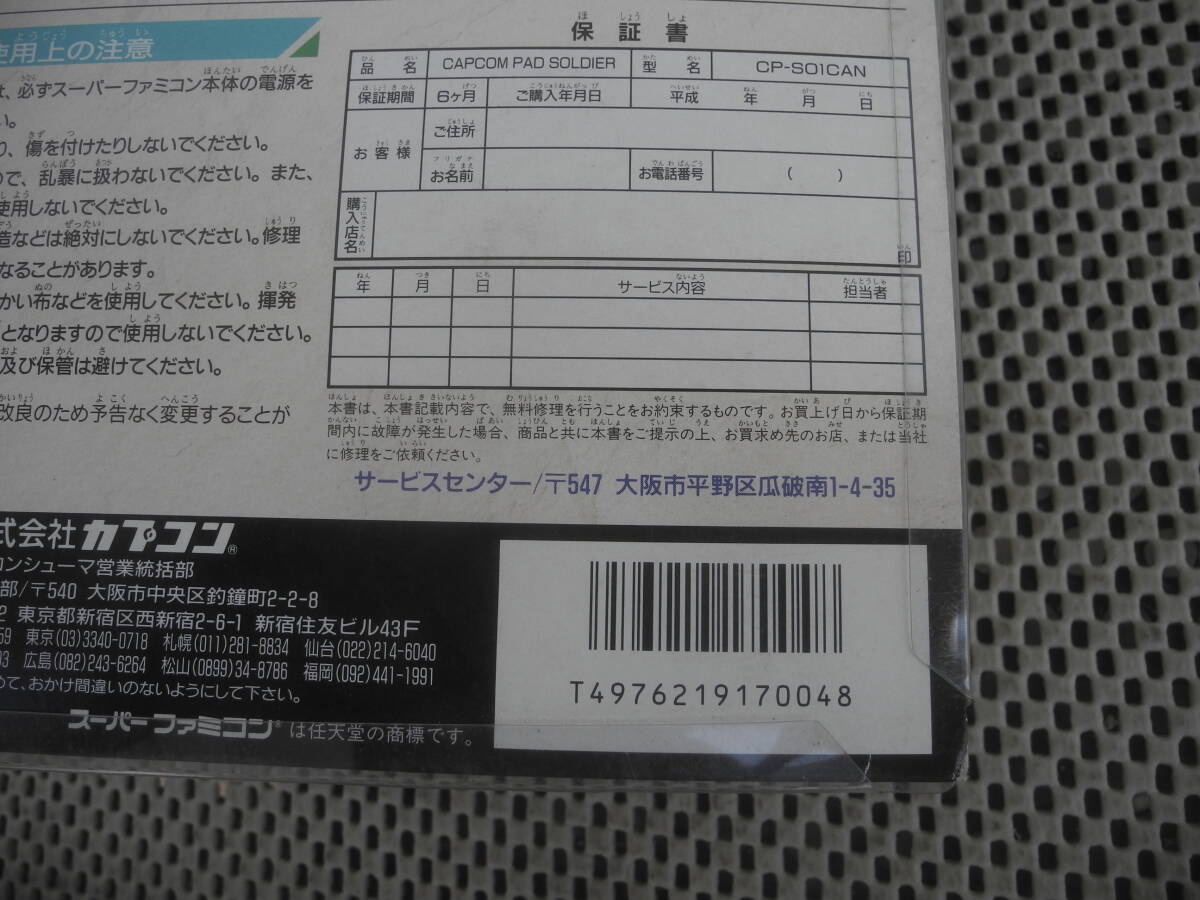 使用上の注意
は、必ずスーパーファミコン本体の電源を
い。
り、傷を付けたりしないでください。
ので、乱暴に扱わないでください。また、
使用しないでください。
造などは絶対にしないでください。修理
なることがあります。
かい布などを使用してください。揮発
となりますので使用しないでください。
及び保管は避けてください。
改良のため予告なく変更することが
保証書
品名 CAPCOM PAD SOLDIER 型名 CP-S01CAN
保証期間 6ヶ月 ご購入年月日 平成 年 月 日
お客様 ご住所
お名前 お電話番号 ( )
購入店名 印
年 月 日 サービス内容 担当者
本書は、本書記載内容で、無料修理を行うことをお約束するものです。お買上げ日から保証期
間内に故障が発生した場合、商品と共に本書をご提示の上、お買求め先のお店、または当社
に修理をご依頼ください。
サービスセンター/〒547 大阪市平野区瓜破南1-4-35
式会社カプコン®
コンシューマ営業統括部
部/〒540 大阪市中央区釣鐘町2-2-8
2 東京都新宿区西新宿2-6-1 新宿住友ビル43F
59 東京(03)3340-0718 札幌(011)281-8834 仙台(022)214-6040
93 広島(082)243-6264 松山(0899)34-8786 福岡(092)441-1991
めて、おかけ間違いのないようにして下さい。
スーパーファミコン®は任天堂の商標です。
T4976219170048